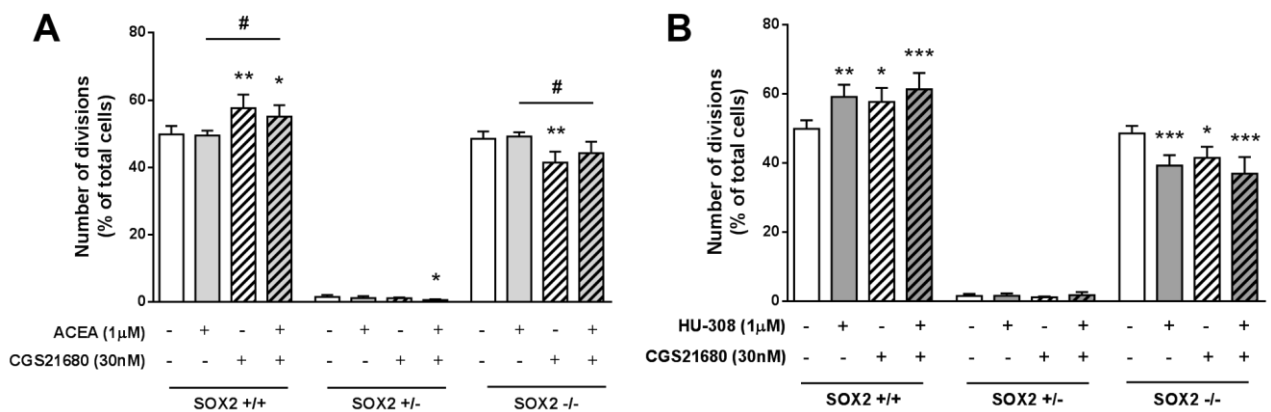 A
Number of divisions
(% of total cells)
80
60
40
20
0
#
** *
*
#
**
ACEA (1μM) - + - + - + - + - + - +
CGS21680 (30nM) - - + + - - + + - - + +
SOX2 +/+ SOX2 +/- SOX2 -/-
B
Number of divisions
(% of total cells)
80
60
40
20
0
** * ***
*** * ***
HU-308 (1μM) - + - + - + - + - + - +
CGS21680 (30nM) - - + + - - + + - - + +
SOX2 +/+ SOX2 +/- SOX2 -/-